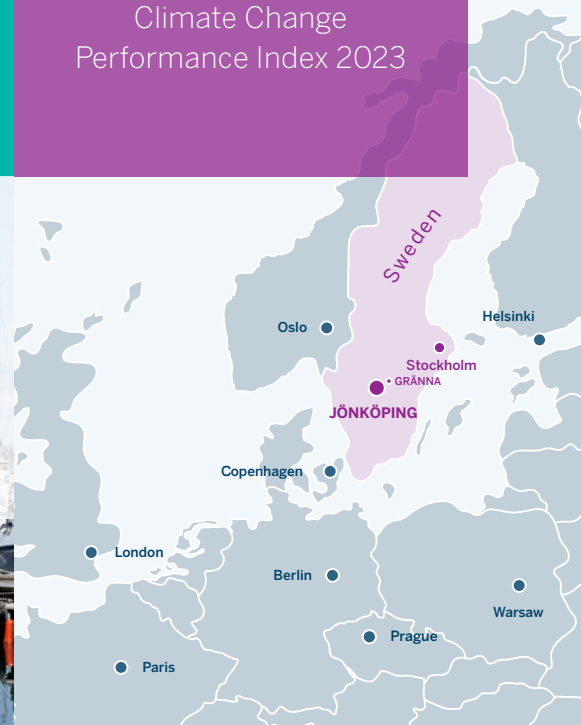 Climate Change
Performance Index 2023
Sweden
Helsinki
Oslo
Stockholm
GRÄNNA
JÖNKÖPING
Copenhagen
London
Berlin
Warsaw
Prague
Paris